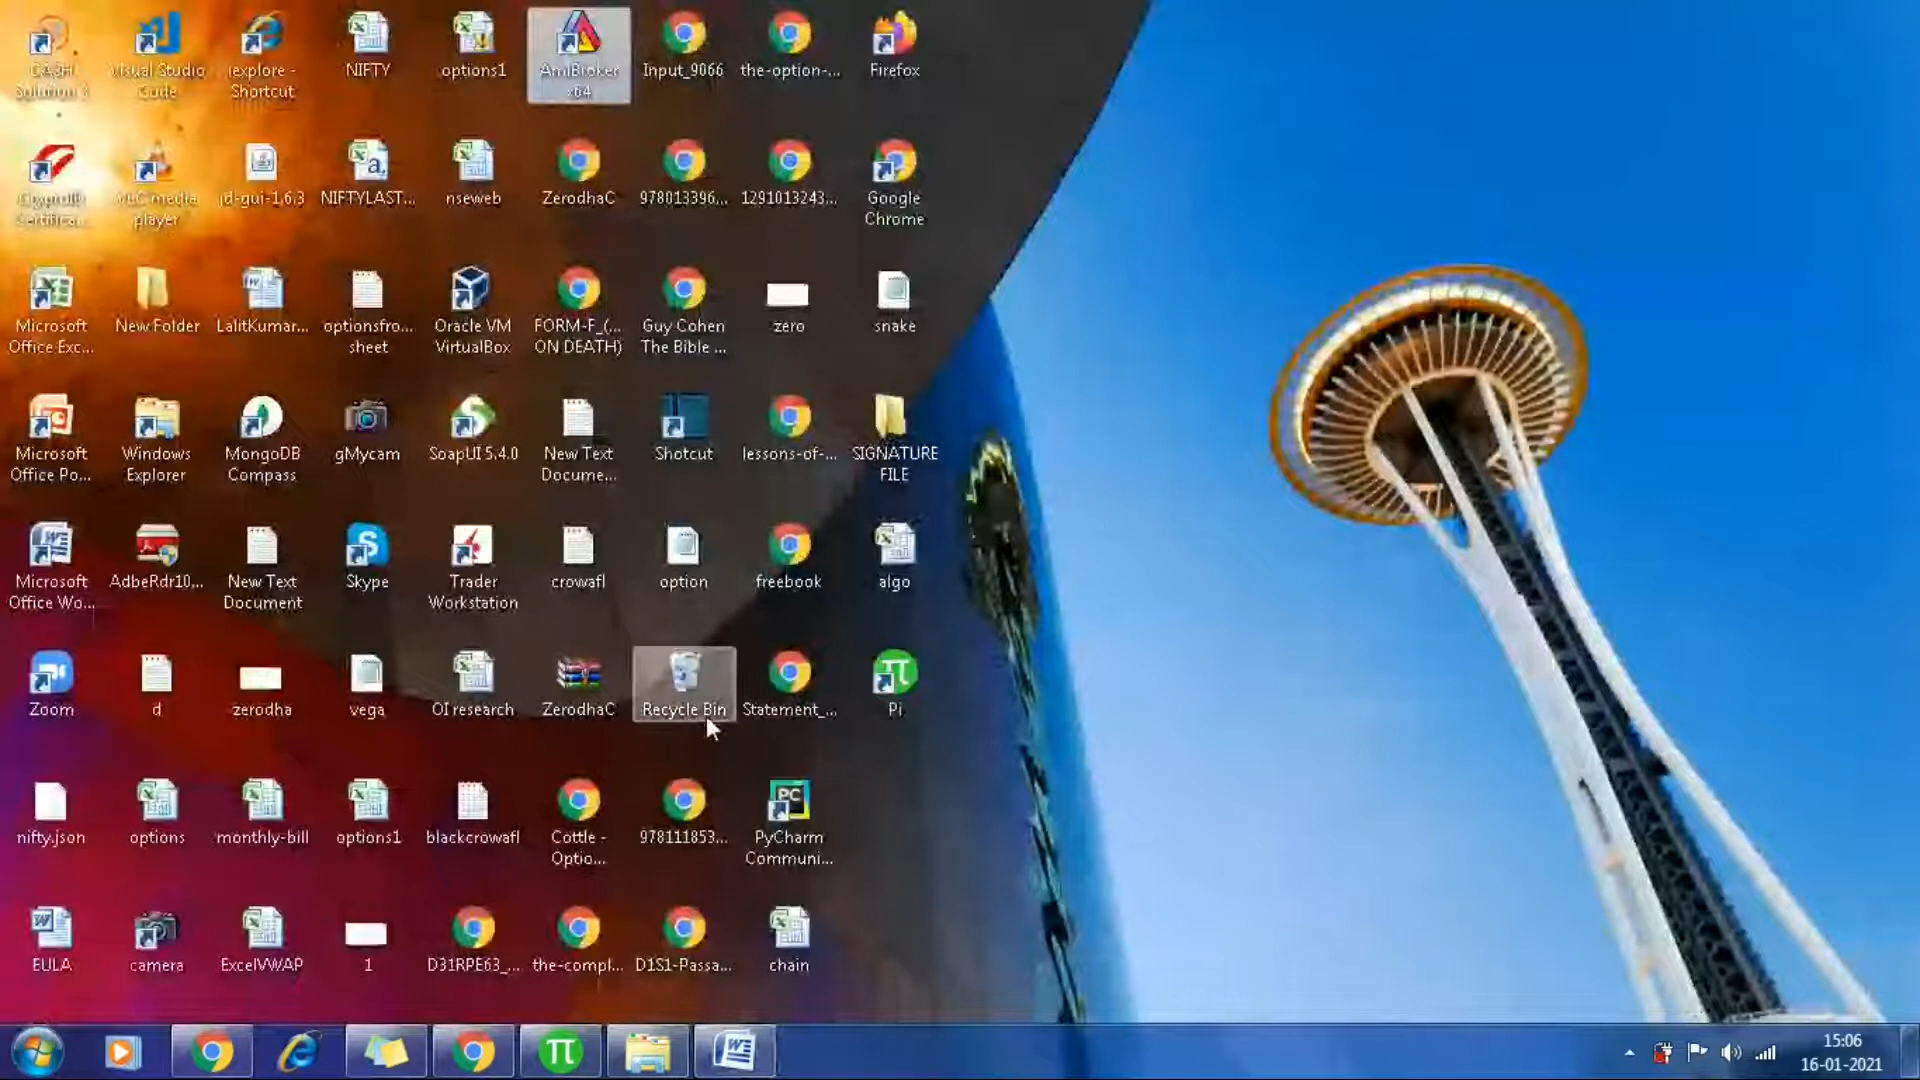 CASH
Solution 3
Visual Studio
Code
iexplore -
Shortcut
NIFTY
options1
AmiBroker
x64
Input_9066
the-option-...
Firefox
Certifica...
VLC media
player
jd-gui-1.6.3
NIFTYLAST...
nseweb
ZerodhaC
978013396...
1291013243...
Google
Chrome
Microsoft
Office Exc...
New Folder
LalitKumar...
optionsfro...
sheet
Oracle VM
VirtualBox
FORM-F_(...
ON DEATH)
Guy Cohen
The Bible ...
zero
snake
Microsoft
Office Po...
Windows
Explorer
MongoDB
Compass
gMycam
SoapUI 5.4.0
New Text
Docume...
Shotcut
lessons-of-...
SIGNATURE
FILE
Microsoft
Office Wo...
AdbeRdr10,...
New Text
Document
Skype
Trader
Workstation
crowafl
option
freebook
algo
Zoom
d
zerodha
vega
OI research
ZerodhaC
Recycle Bin
Statement_...
Pi
nifty.json
options
monthly-bill
options1
blackcrowafl
Cottle -
Optio...
978111853...
PC
PyCharm
Communi...
EULA
camera
ExcelVWAP
1
D31RPE63_...
the-compl...
D1S1-Passa...
chain
15:06
16-01-2021